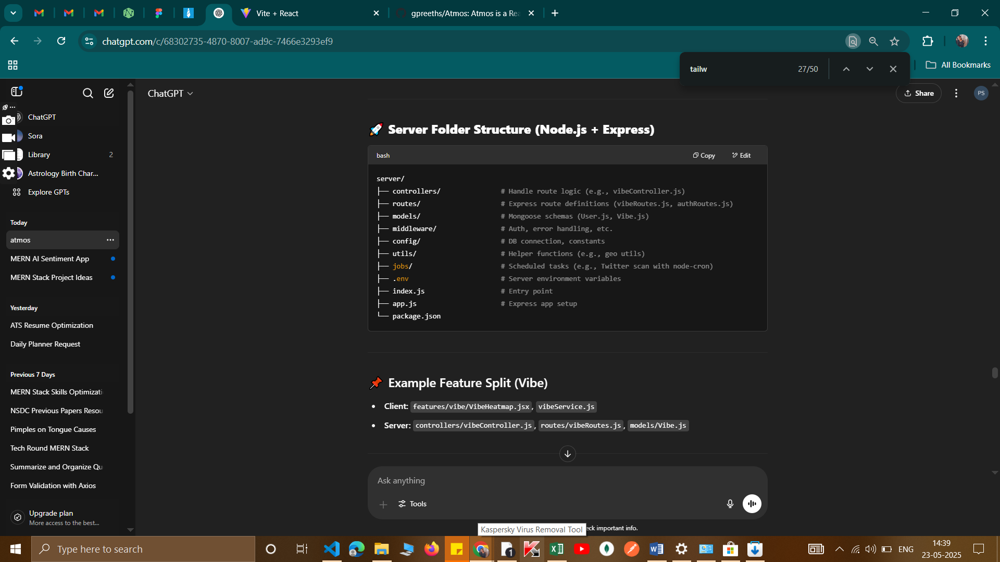 Vite + React
gpreeths/Atmos: Atmos is a Rea
chatgpt.com/c/68302735-4870-8007-ad9c-7466e3293ef9
tailw
27/50
All Bookmarks
ChatGPT
Share
PS
ChatGPT
Sora
Library
2
Astrology Birth Char...
Explore GPTs
Today
atmos
MERN AI Sentiment App
MERN Stack Project Ideas
Yesterday
ATS Resume Optimization
Daily Planner Request
Previous 7 Days
MERN Stack Skills Optimizati
NSDC Previous Papers Resou
Pimples on Tongue Causes
Tech Round MERN Stack
Summarize and Organize Qu
Form Validation with Axios
Upgrade plan
More access to the best...
🚀 Server Folder Structure (Node.js + Express)
bash
Copy
Edit
server/
├── controllers/ # Handle route logic (e.g., vibeController.js)
├── routes/ # Express route definitions (vibeRoutes.js, authRoutes.js)
├── models/ # Mongoose schemas (User.js, Vibe.js)
├── middleware/ # Auth, error handling, etc.
├── config/ # DB connection, constants
├── utils/ # Helper functions (e.g., geo utils)
├── jobs/ # Scheduled tasks (e.g., Twitter scan with node-cron)
├── .env # Server environment variables
├── index.js # Entry point
├── app.js # Express app setup
└── package.json
📌 Example Feature Split (Vibe)
• Client: features/vibe/VibeHeatmap.jsx, vibeService.js
• Server: controllers/vibeController.js, routes/vibeRoutes.js, models/Vibe.js
Ask anything
Tools
Kaspersky Virus Removal Tool
eck important info.
Type here to search
1
ENG
14:39
23-05-2025